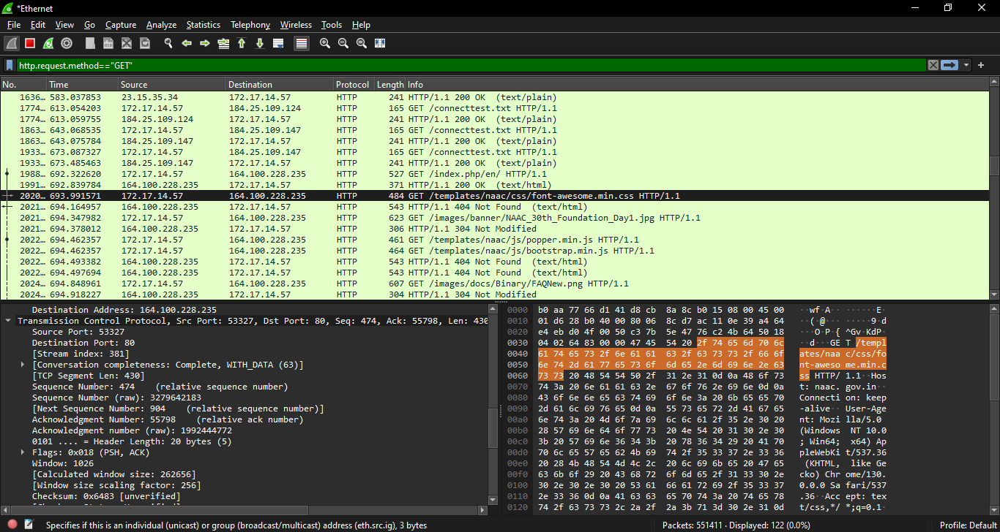 *Ethernet
File Edit View Go Capture Analyze Statistics Telephony Wireless Tools Help
http.request.method=="GET"
No. Time Source Destination Protocol Length Info
1636… 583.037853 23.15.35.34 172.17.14.57 HTTP 241 HTTP/1.1 200 OK (text/plain)
1774… 613.054203 172.17.14.57 184.25.109.124 HTTP 165 GET /connecttest.txt HTTP/1.1
1774… 613.059755 184.25.109.124 172.17.14.57 HTTP 241 HTTP/1.1 200 OK (text/plain)
1863… 643.068535 172.17.14.57 184.25.109.147 HTTP 165 GET /connecttest.txt HTTP/1.1
1863… 643.075784 184.25.109.147 172.17.14.57 HTTP 241 HTTP/1.1 200 OK (text/plain)
1933… 673.087327 172.17.14.57 184.25.109.147 HTTP 165 GET /connecttest.txt HTTP/1.1
1933… 673.485463 184.25.109.147 172.17.14.57 HTTP 241 HTTP/1.1 200 OK (text/plain)
1988… 692.322620 172.17.14.57 164.100.228.235 HTTP 527 GET /index.php/en/ HTTP/1.1
1991… 692.839784 164.100.228.235 172.17.14.57 HTTP 371 HTTP/1.1 200 OK (text/html)
2020… 693.991571 172.17.14.57 164.100.228.235 HTTP 484 GET /templates/naac/css/font-awesome.min.css HTTP/1.1
2021… 694.164957 164.100.228.235 172.17.14.57 HTTP 543 HTTP/1.1 404 Not Found (text/html)
2021… 694.347982 172.17.14.57 164.100.228.235 HTTP 623 GET /images/banner/NAAC_30th_Foundation_Day1.jpg HTTP/1.1
2021… 694.378012 164.100.228.235 172.17.14.57 HTTP 306 HTTP/1.1 304 Not Modified
2022… 694.462357 172.17.14.57 164.100.228.235 HTTP 461 GET /templates/naac/js/popper.min.js HTTP/1.1
2022… 694.462357 172.17.14.57 164.100.228.235 HTTP 464 GET /templates/naac/js/bootstrap.min.js HTTP/1.1
2022… 694.493382 164.100.228.235 172.17.14.57 HTTP 543 HTTP/1.1 404 Not Found (text/html)
2022… 694.497694 164.100.228.235 172.17.14.57 HTTP 543 HTTP/1.1 404 Not Found (text/html)
2024… 694.848961 172.17.14.57 164.100.228.235 HTTP 607 GET /images/docs/Binary/FAQNew.png HTTP/1.1
2024… 694.918227 164.100.228.235 172.17.14.57 HTTP 304 HTTP/1.1 304 Not Modified
Destination Address: 164.100.228.235
Transmission Control Protocol, Src Port: 53327, Dst Port: 80, Seq: 474, Ack: 55798, Len: 430
Source Port: 53327
Destination Port: 80
[Stream index: 381]
[Conversation completeness: Complete, WITH_DATA (63)]
[TCP Segment Len: 430]
Sequence Number: 474 (relative sequence number)
Sequence Number (raw): 3279642183
[Next Sequence Number: 904 (relative sequence number)]
Acknowledgment Number: 55798 (relative ack number)
Acknowledgment number (raw): 1992444772
0101 .... = Header Length: 20 bytes (5)
Flags: 0x018 (PSH, ACK)
Window: 1026
[Calculated window size: 262656]
[Window size scaling factor: 256]
Checksum: 0x6483 [unverified]
0000 b0 aa 77 66 d1 41 d8 cb 8a 8c b0 15 08 00 45 00 ··wf·A·· ······E·
0010 01 d6 28 b0 40 00 80 06 8c d7 ac 11 0e 39 a4 64 ··(·@··· ·····9·d
0020 e4 eb d0 4f 00 50 c3 7b 5e 47 76 c2 4b 64 50 18 ···O·P·{ ^Gv·KdP·
0030 04 02 64 83 00 00 47 45 54 20 2f 74 65 6d 70 6c ··d···GE T /templ
0040 61 74 65 73 2f 6e 61 61 63 2f 63 73 73 2f 66 6f ates/naa c/css/fo
0050 6e 74 2d 61 77 65 73 6f 6d 65 2e 6d 69 6e 2e 63 nt-aweso me.min.c
0060 73 73 20 48 54 54 50 2f 31 2e 31 0d 0a 48 6f 73 ss HTTP/ 1.1··Hos
0070 74 3a 20 6e 61 61 63 2e 67 6f 76 2e 69 6e 0d 0a t: naac. gov.in··
0080 43 6f 6e 6e 65 63 74 69 6f 6e 3a 20 6b 65 65 70 Connecti on: keep
0090 2d 61 6c 69 76 65 0d 0a 55 73 65 72 2d 41 67 65 -alive·· User-Age
00a0 6e 74 3a 20 4d 6f 7a 69 6c 6c 61 2f 35 2e 30 20 nt: Mozi lla/5.0
00b0 28 57 69 6e 64 6f 77 73 20 4e 54 20 31 30 2e 30 (Windows NT 10.0
00c0 3b 20 57 69 6e 36 34 3b 20 78 36 34 29 20 41 70 ; Win64; x64) Ap
00d0 70 6c 65 57 65 62 4b 69 74 2f 35 33 37 2e 33 36 pleWebKi t/537.36
00e0 20 28 4b 48 54 4d 4c 2c 20 6c 69 6b 65 20 47 65 (KHTML, like Ge
00f0 63 6b 6f 29 20 43 68 72 6f 6d 65 2f 31 33 30 2e cko) Chr ome/130.
0100 30 2e 30 2e 30 20 53 61 66 61 72 69 2f 35 33 37 0.0.0 Sa fari/537
0110 2e 33 36 0d 0a 41 63 63 65 70 74 3a 20 74 65 78 .36··Acc ept: tex
0120 74 2f 63 73 73 2c 2a 2f 2a 3b 71 3d 30 2e 31 0d t/css,*/ *;q=0.1·
Specifies if this is an individual (unicast) or group (broadcast/multicast) address (eth.src.ig), 3 bytes
Packets: 551411 · Displayed: 122 (0.0%)
Profile: Default